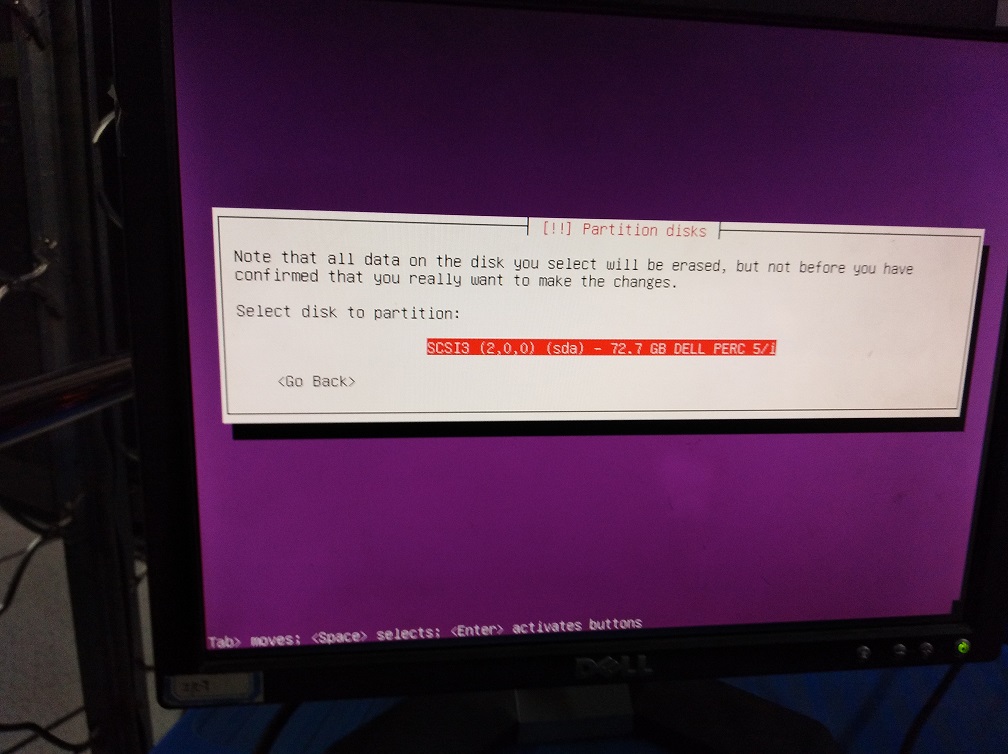 [!!] Partition disks
Note that all data on the disk you select will be erased, but not before you have
confirmed that you really want to make the changes.
Select disk to partition:
SCSI3 (2,0,0) (sda) - 72.7 GB DELL PERC 5/i
<Go Back>
Tab> moves; <Space> selects; <Enter> activates buttons
DELL